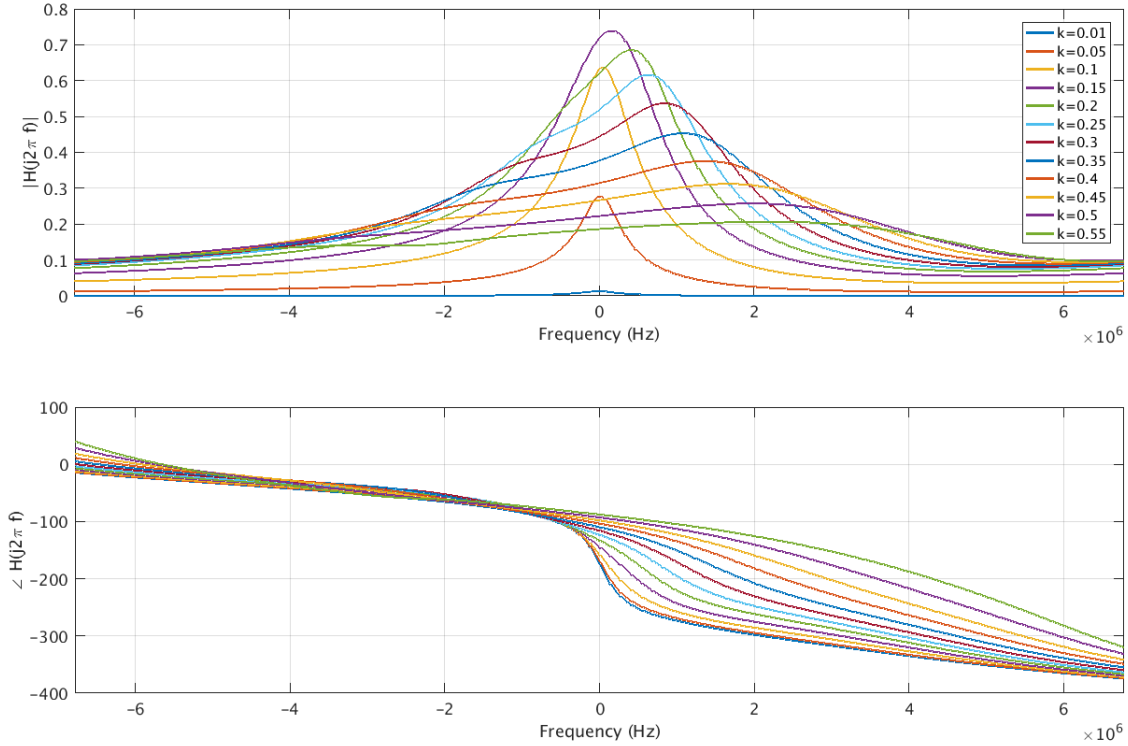 0.8
0.7
0.6
0.5
0.4
0.3
0.2
0.1
0
|H(j2π f)|
−6
−4
−2
0
2
4
6
Frequency (Hz)
×10^6
k=0.01
k=0.05
k=0.1
k=0.15
k=0.2
k=0.25
k=0.3
k=0.35
k=0.4
k=0.45
k=0.5
k=0.55
100
0
−100
−200
−300
−400
∠ H(j2π f)
−6
−4
−2
0
2
4
6
Frequency (Hz)
×10^6